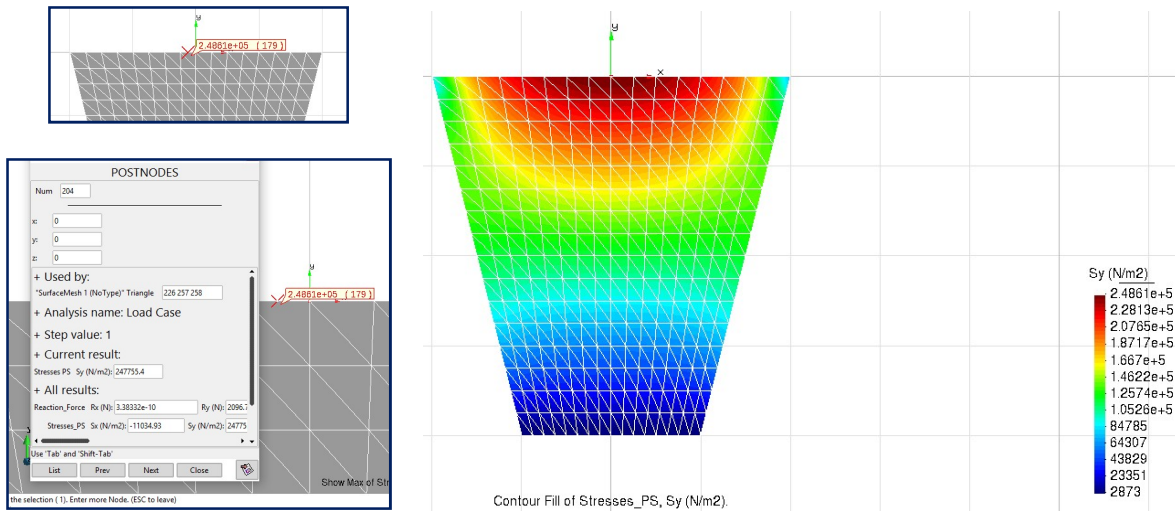 y
2.4861e+05 (179)
POSTNODES
Num 204
x: 0
y: 0
z: 0
+ Used by:
"SurfaceMesh 1 (NoType)" Triangle 226 257 258
+ Analysis name: Load Case
+ Step value: 1
+ Current result:
Stresses PS Sy (N/m2): 247755.4
+ All results:
Reaction_Force Rx (N): 3.38332e-10 Ry (N): 2096.7
Stresses_PS Sx (N/m2): -11034.93 Sy (N/m2): 24775
Use 'Tab' and 'Shift-Tab'
List Prev Next Close
Show Max of Str
the selection ( 1). Enter more Node. (ESC to leave)
y
2.4861e+05 (179)
y
x
Sy (N/m2)
2.4861e+5
2.2813e+5
2.0765e+5
1.8717e+5
1.667e+5
1.4622e+5
1.2574e+5
1.0526e+5
84785
64307
43829
23351
2873
Contour Fill of Stresses_PS, Sy (N/m2).